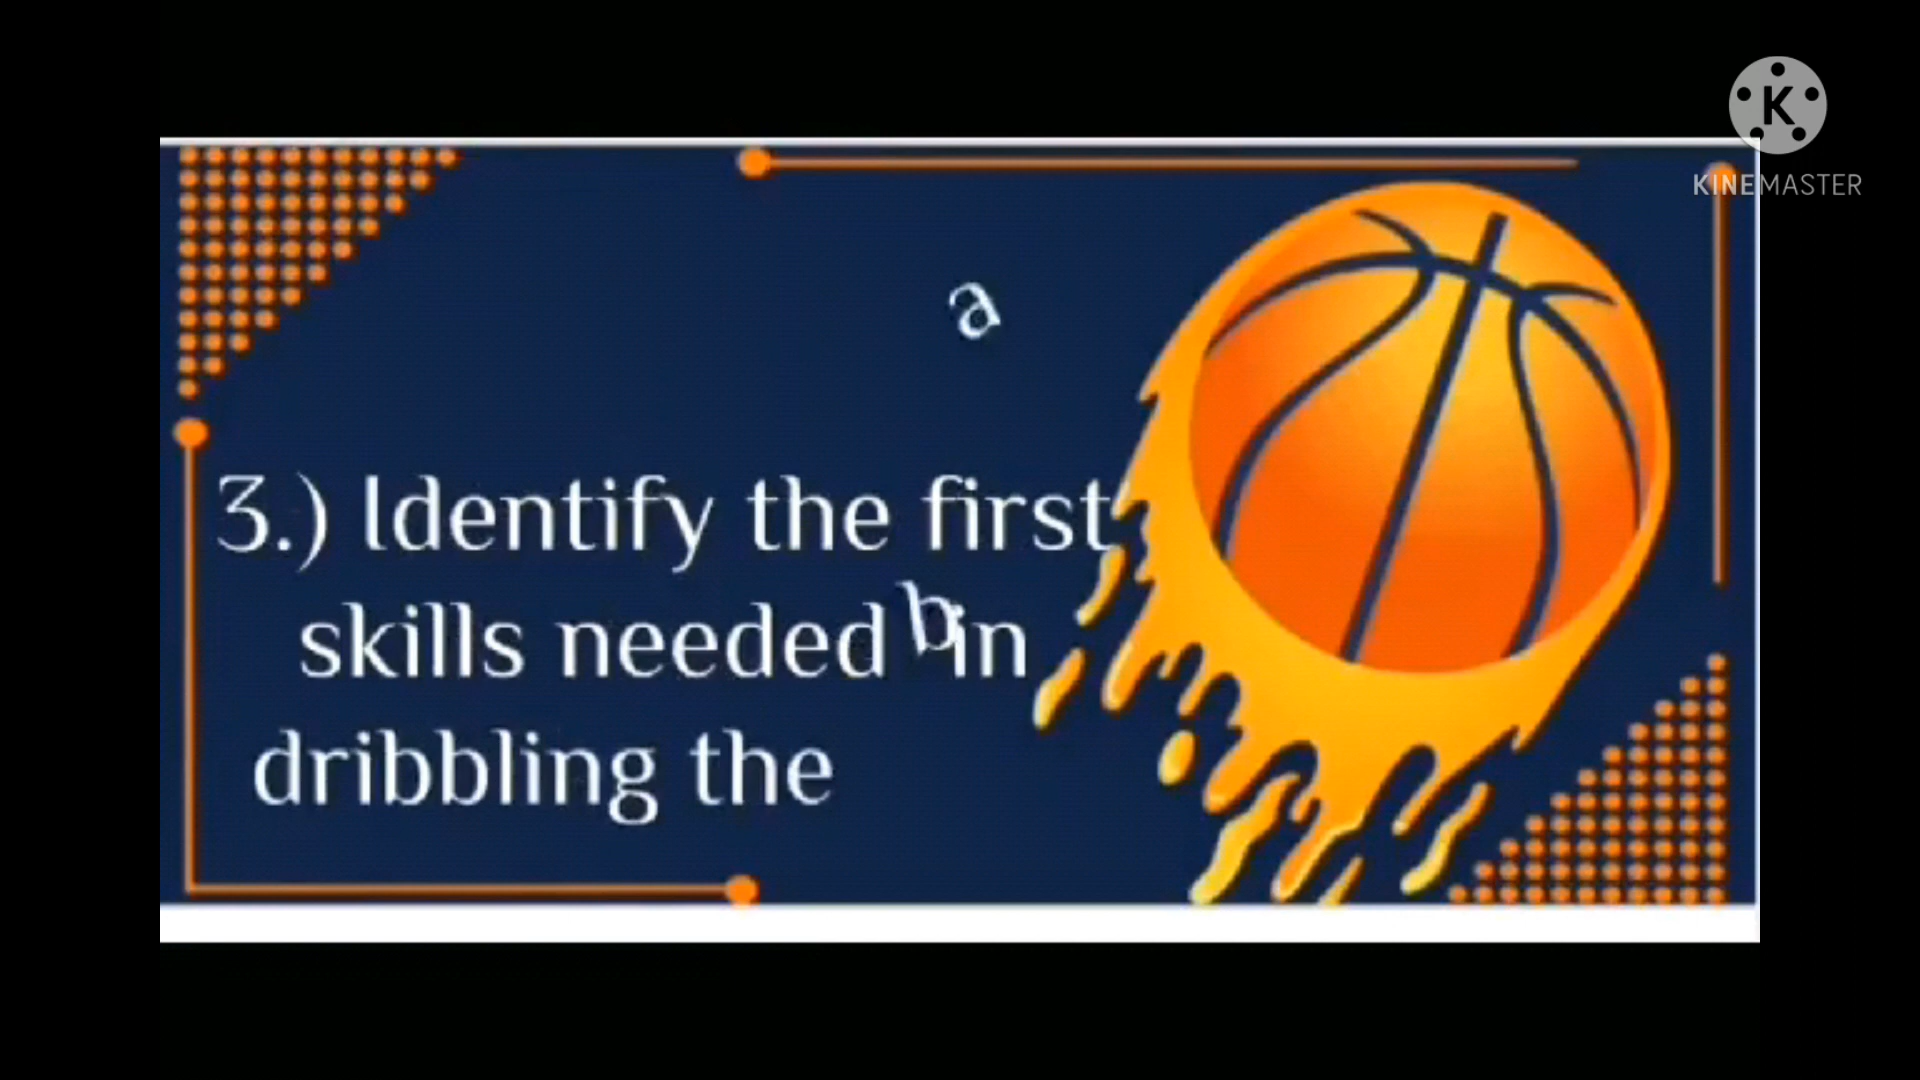 KINEMASTER
a
3.) Identify the first
skills needed in
b
dribbling the